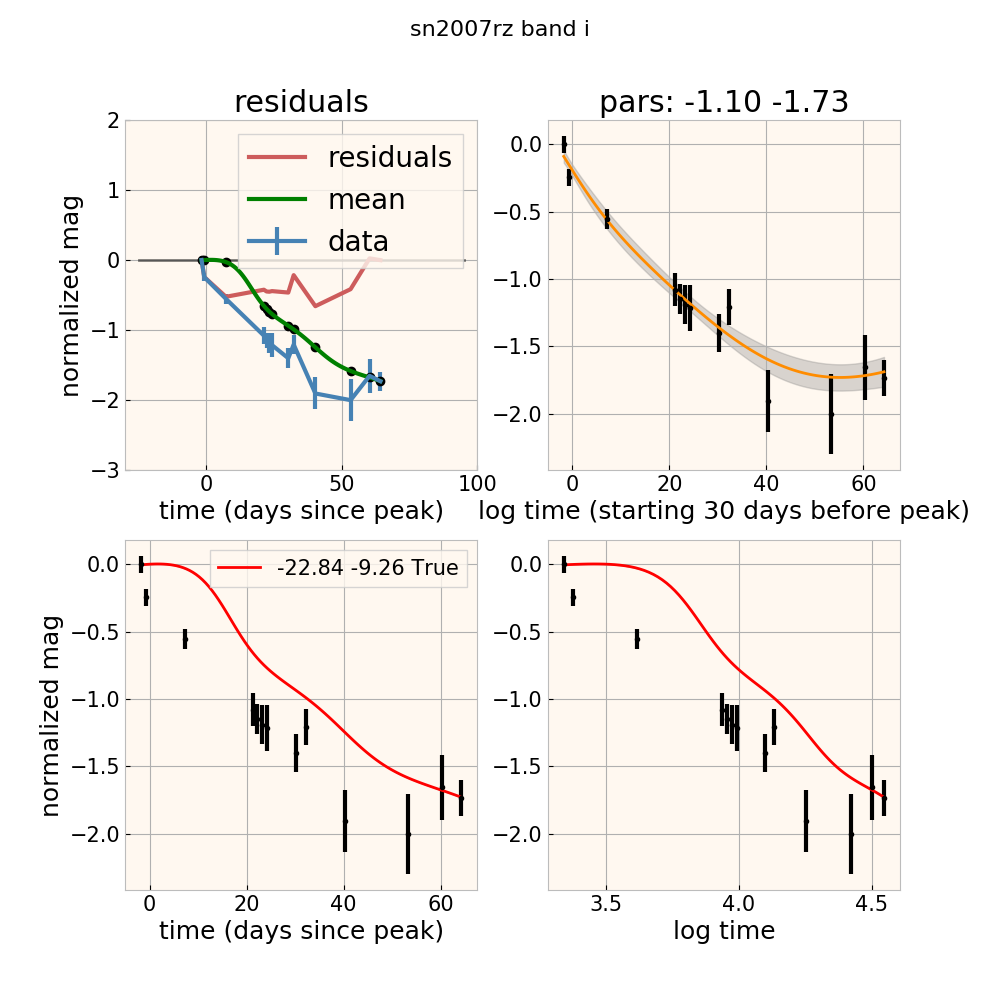 sn2007rz band i
residuals
pars: -1.10 -1.73
2
1
0
−1
−2
−3
normalized mag
residuals
mean
data
0
50
100
time (days since peak)
0.0
−0.5
−1.0
−1.5
−2.0
0
20
40
60
log time (starting 30 days before peak)
0.0
−0.5
−1.0
−1.5
−2.0
normalized mag
-22.84 -9.26 True
0
20
40
60
time (days since peak)
0.0
−0.5
−1.0
−1.5
−2.0
3.5
4.0
4.5
log time